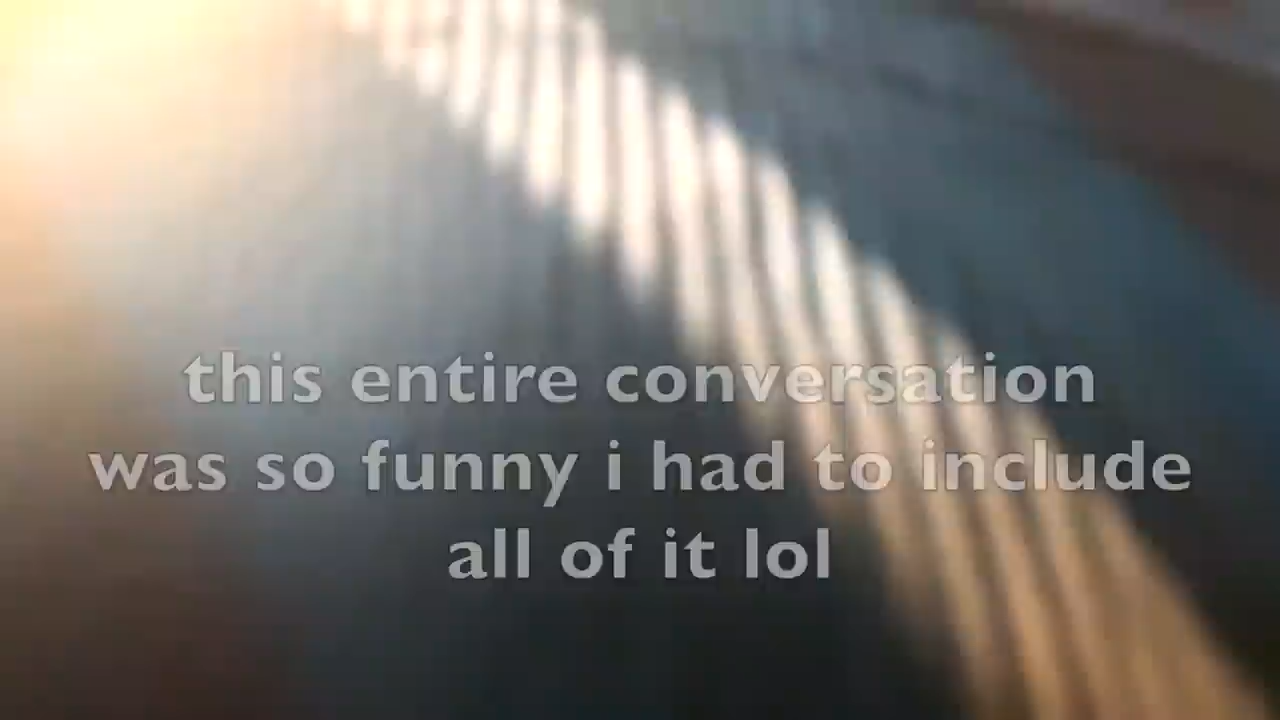 this entire conversation
was so funny i had to include
all of it lol